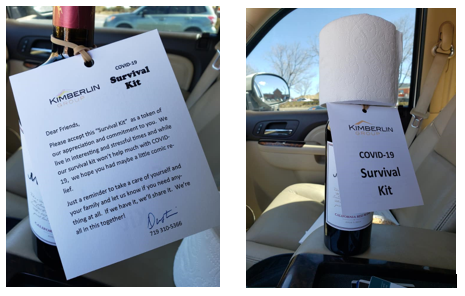 COVID-19
Survival
Kit
KIMBERLIN
Dear Friends,
Please accept this "Survival Kit" as a token of
our appreciation and commitment to you. We
live in interesting and stressful times and while
our survival kit won't help much with COVID-
19, we hope you had maybe a little comic re-
lief.
Just a reminder to take care of yourself and
your family and let us know if you need any-
thing at all. If we have it, we'll share it. We're
all in this together!
719 310-5366
KIMBERLIN
COVID-19
Survival
Kit